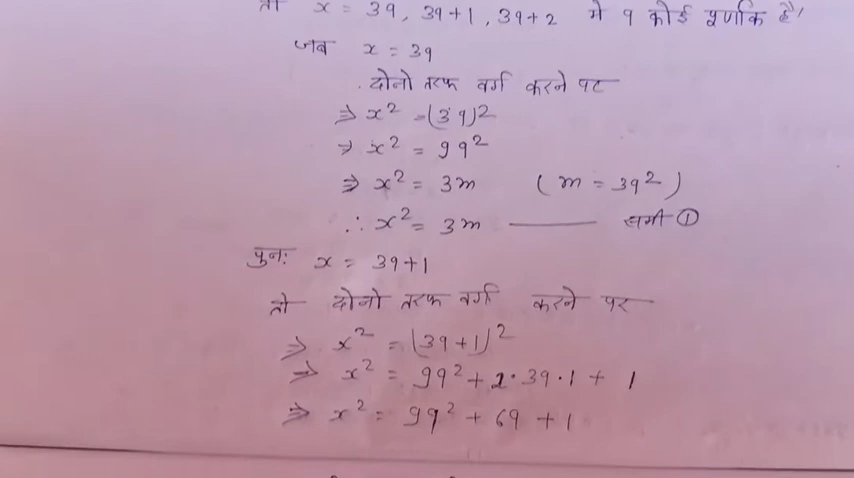 तो x = 3q, 3q+1, 3q+2 में q कोई पूर्णांक है।
जब x = 3q
दोनो तरफ वर्ग करने पर
⇒ x² = (3q)²
⇒ x² = 9q²
⇒ x² = 3m (m = 3q²)
∴ x² = 3m ——— समी ①
पुनः x = 3q+1
तो दोनो तरफ वर्ग करने पर
⇒ x² = (3q+1)²
⇒ x² = 9q² + 2·3q·1 + 1
⇒ x² = 9q² + 6q + 1